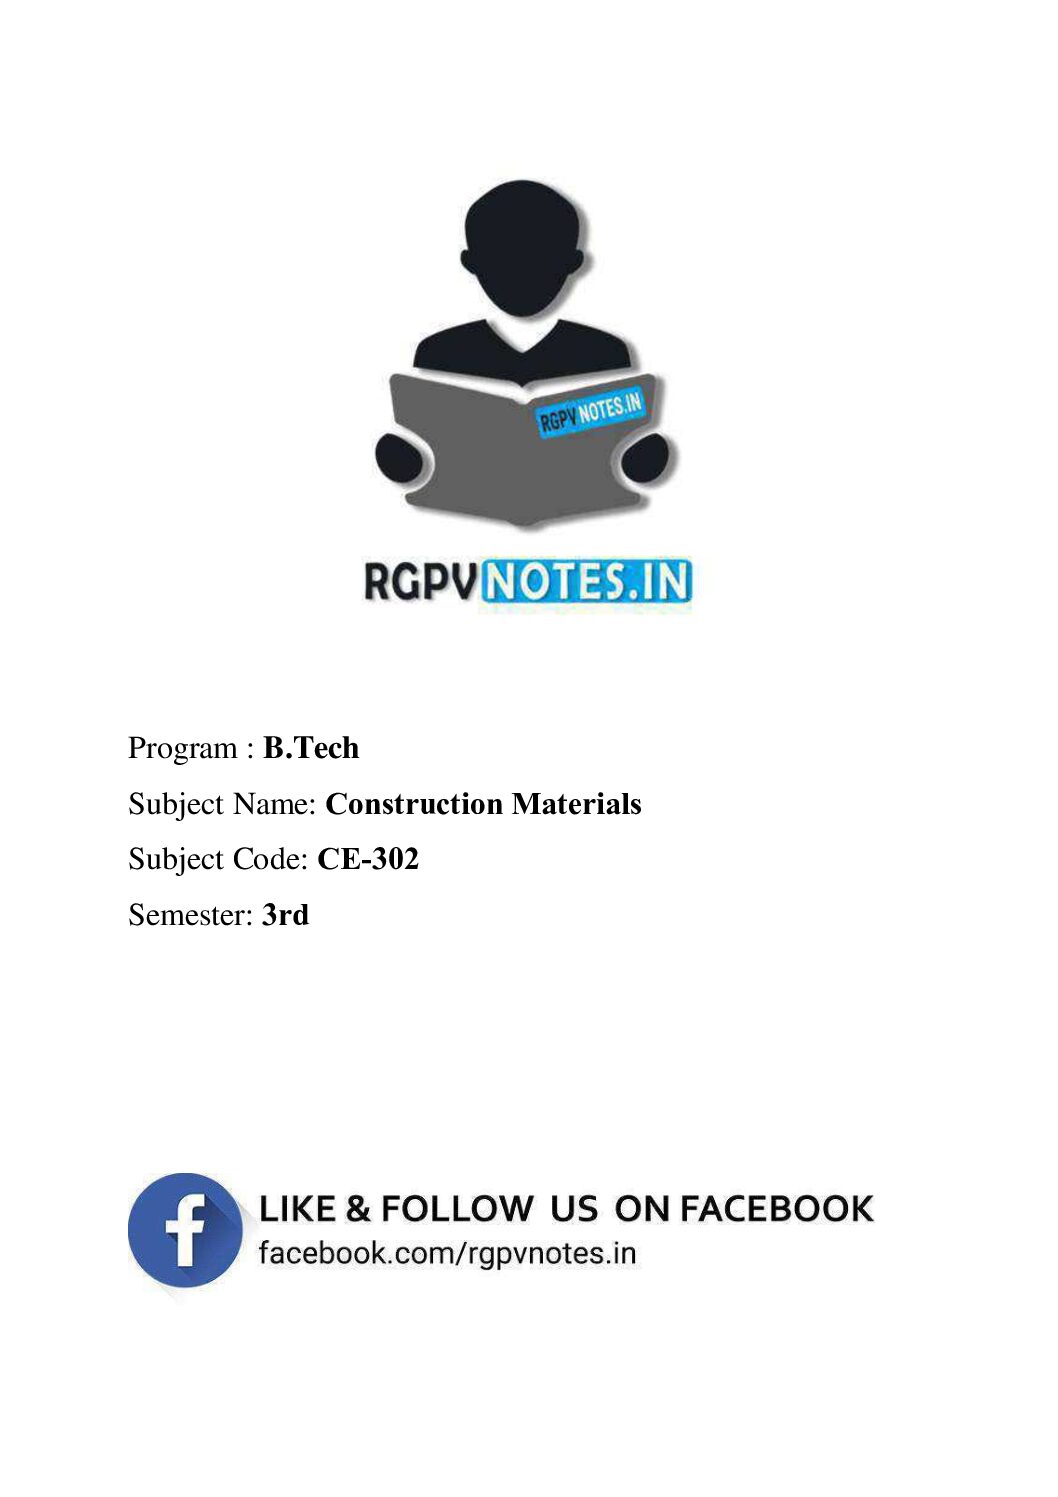 RGPV NOTES.IN
RGPVNOTES.IN
Program : B.Tech
Subject Name: Construction Materials
Subject Code: CE-302
Semester: 3rd
f
LIKE & FOLLOW US ON FACEBOOK
facebook.com/rgpvnotes.in